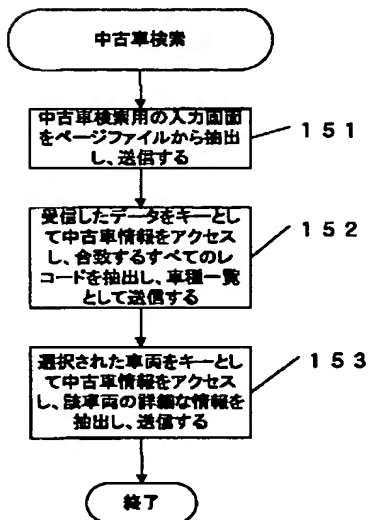 中古車検索
中古車検索用の入力画面
をページファイルから抽出
し、送信する
151
受信したデータをキーとし
て中古車情報をアクセス
し、合致するすべてのレ
コードを抽出し、車種一覧
として送信する
152
選択された車両をキーとし
て中古車情報をアクセス
し、該車両の詳細な情報を
抽出し、送信する
153
終了